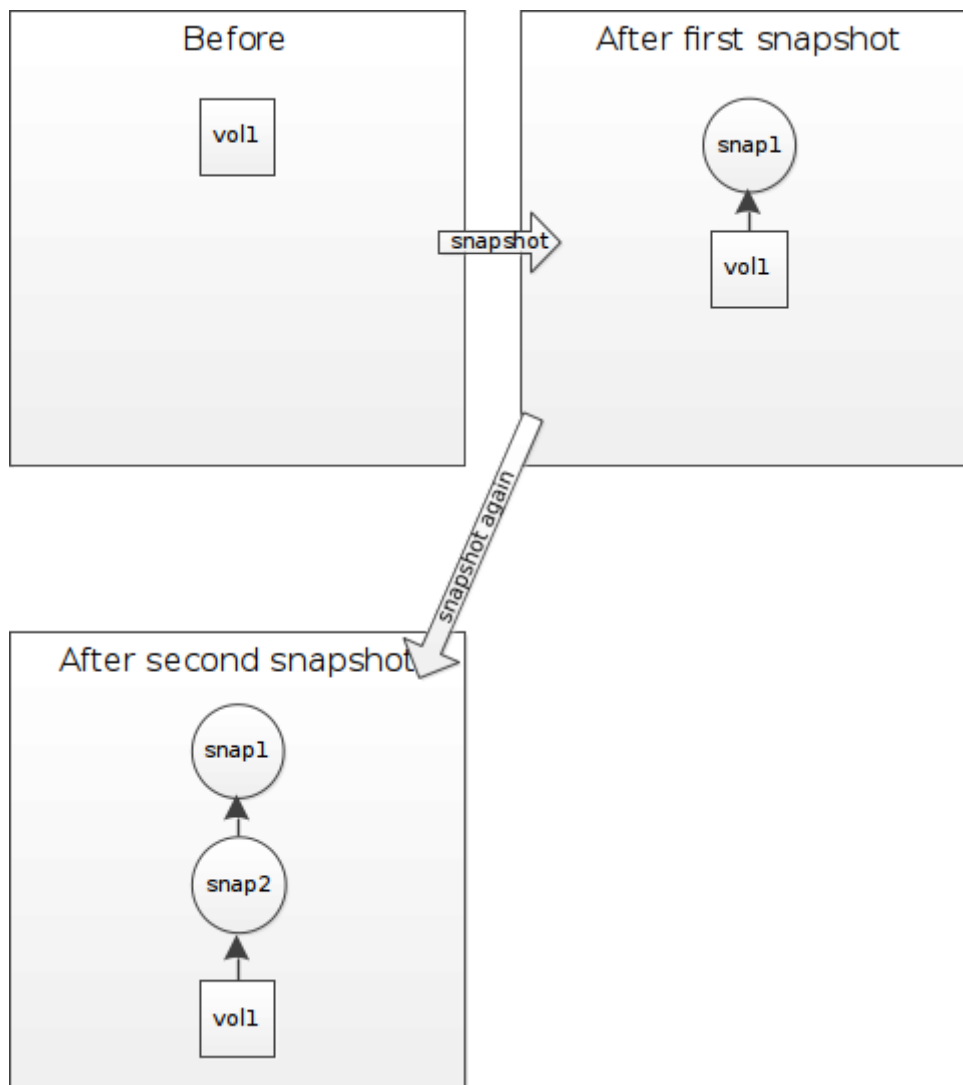 Before
vol1
snapshot
After first snapshot
snap1
vol1
snapshot again
After second snapshot
snap1
snap2
vol1